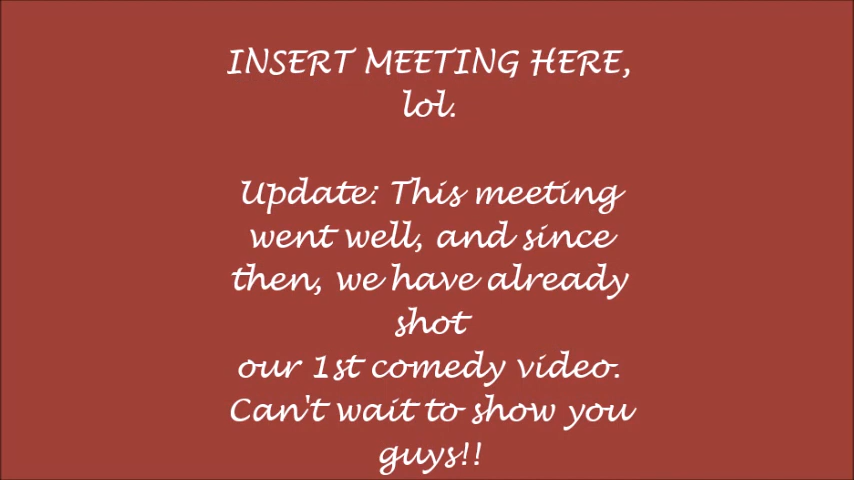 INSERT MEETING HERE,
lol.
Update: This meeting
went well, and since
then, we have already
shot
our 1st comedy video.
Can't wait to show you
guys!!